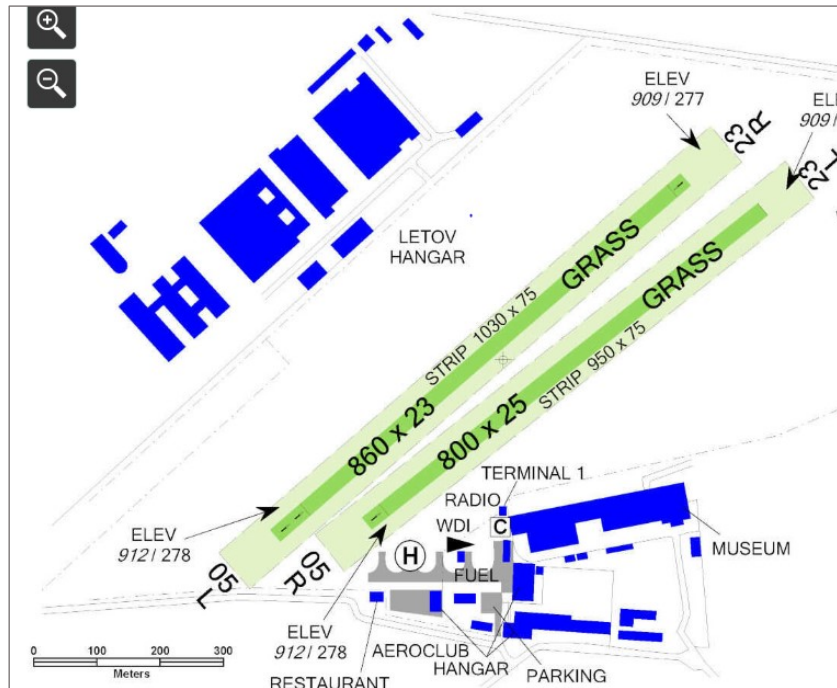 ELEV
909 / 277
23
R
ELE
909 /
23
L
LETOV
HANGAR
GRASS
GRASS
STRIP 1030 x 75
STRIP 950 x 75
860 x 23
800 x 25
TERMINAL 1
RADIO
C
WDI
ELEV
912 / 278
H
MUSEUM
05
L
05
R
FUEL
ELEV
912 / 278
AEROCLUB
HANGAR
PARKING
RESTAURANT
0 100 200 300
Meters